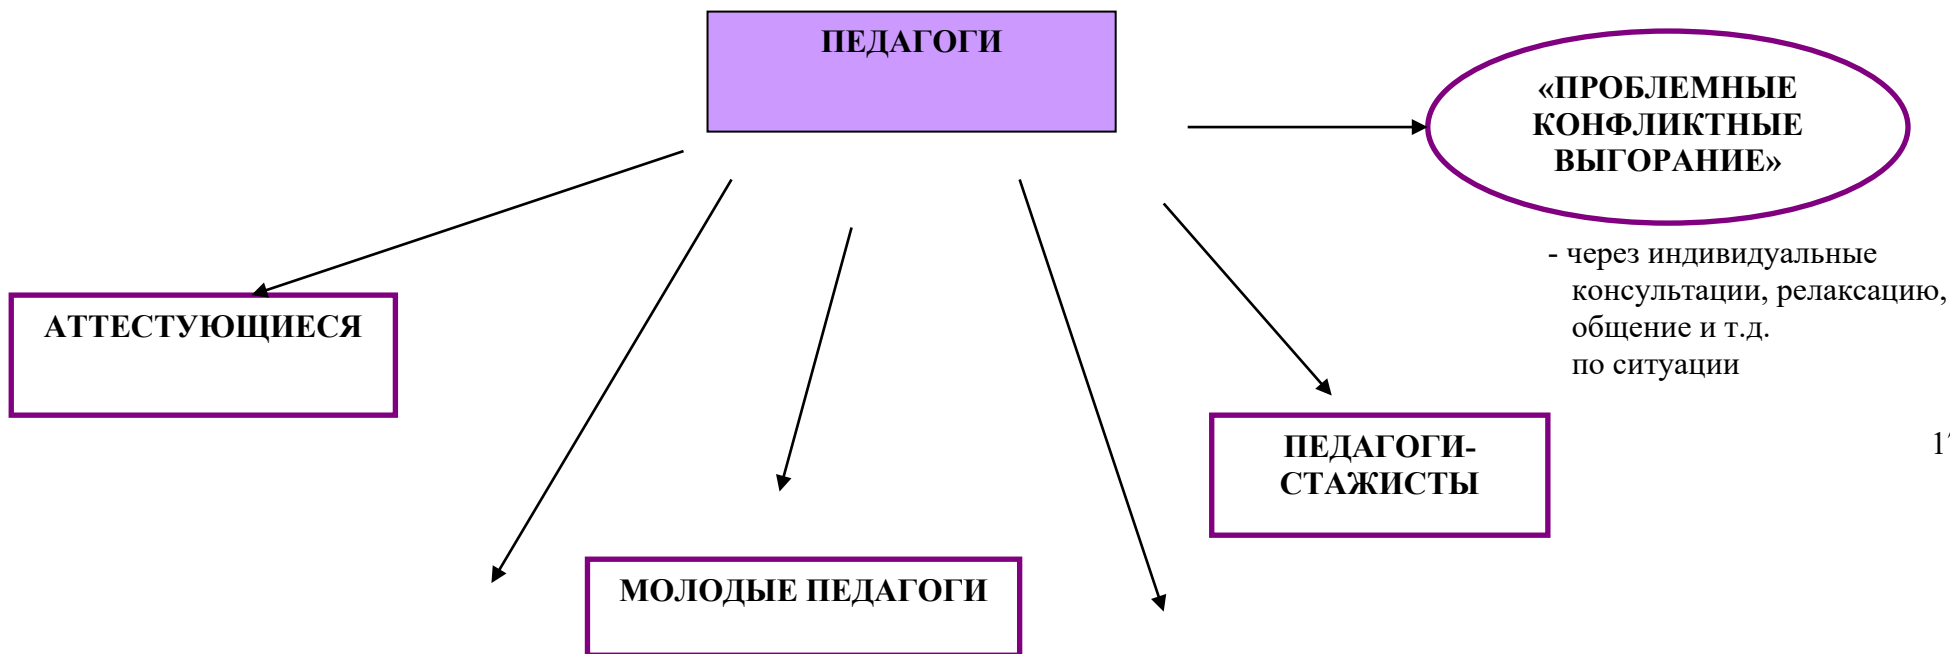 ПЕДАГОГИ
«ПРОБЛЕМНЫЕ
КОНФЛИКТНЫЕ
ВЫГОРАНИЕ»
- через индивидуальные
консультации, релаксацию,
общение и т.д.
по ситуации
АТТЕСТУЮЩИЕСЯ
ПЕДАГОГИ-
СТАЖИСТЫ
МОЛОДЫЕ ПЕДАГОГИ